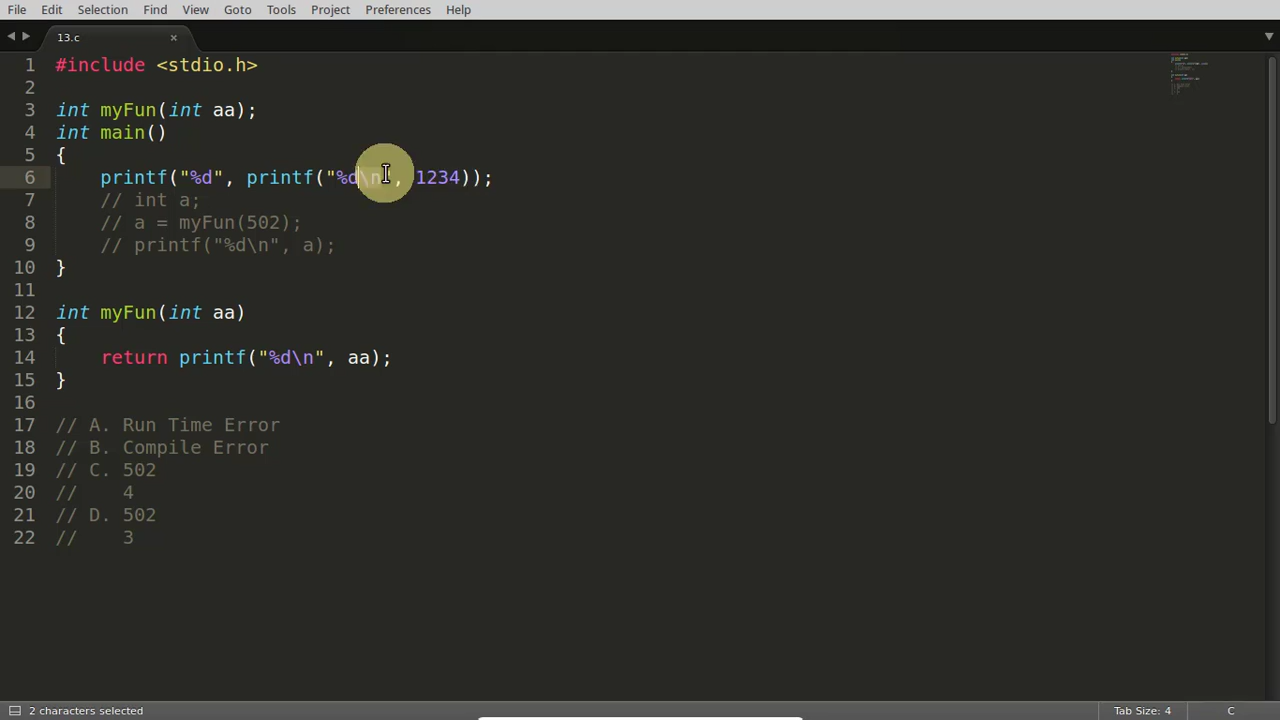 File Edit Selection Find View Goto Tools Project Preferences Help
13.c ×
1 #include <stdio.h>
2
3 int myFun(int aa);
4 int main()
5 {
6     printf("%d", printf("%d\n", 1234));
7     // int a;
8     // a = myFun(502);
9     // printf("%d\n", a);
10 }
11
12 int myFun(int aa)
13 {
14     return printf("%d\n", aa);
15 }
16
17 // A. Run Time Error
18 // B. Compile Error
19 // C. 502
20 //    4
21 // D. 502
22 //    3
2 characters selected Tab Size: 4 C